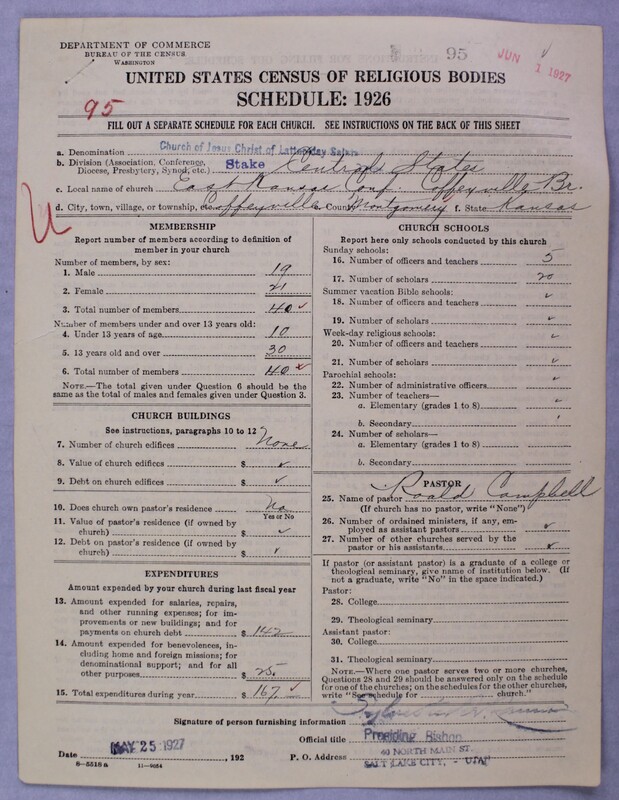 DEPARTMENT OF COMMERCE
BUREAU OF THE CENSUS
WASHINGTON
95
JUN 1 1927
UNITED STATES CENSUS OF RELIGIOUS BODIES
SCHEDULE: 1926
95
FILL OUT A SEPARATE SCHEDULE FOR EACH CHURCH. SEE INSTRUCTIONS ON THE BACK OF THIS SHEET
a. Denomination Church of Jesus Christ of Latter-day Saints
b. Division (Association, Conference, Diocese, Presbytery, Synod, etc.) Stake Central States
c. Local name of church East Kansas Conf. Coffeyville Br.
d. City, town, village, or township, etc. Coffeyville County Montgomery f. State Kansas
MEMBERSHIP
Report number of members according to definition of
member in your church
Number of members, by sex:
1. Male 19
2. Female 21
3. Total number of members 40 ✓
Number of members under and over 13 years old:
4. Under 13 years of age 10
5. 13 years old and over 30
6. Total number of members 40
NOTE.—The total given under Question 6 should be the
same as the total of males and females given under Question 3.
CHURCH BUILDINGS
See instructions, paragraphs 10 to 12
7. Number of church edifices None
8. Value of church edifices $ ✓
9. Debt on church edifices $ ✓
10. Does church own pastor's residence No
Yes or No
11. Value of pastor's residence (if owned by
church) $ ✓
12. Debt on pastor's residence (if owned by
church) $ ✓
EXPENDITURES
Amount expended by your church during last fiscal year
13. Amount expended for salaries, repairs,
and other running expenses; for im-
provements or new buildings; and for
payments on church debt $ 142
14. Amount expended for benevolences, in-
cluding home and foreign missions; for
denominational support; and for all
other purposes $ 25.
15. Total expenditures during year $ 167. ✓
CHURCH SCHOOLS
Report here only schools conducted by this church
Sunday schools:
16. Number of officers and teachers 5
17. Number of scholars 20
Summer vacation Bible schools:
18. Number of officers and teachers ✓
19. Number of scholars ✓
Week-day religious schools:
20. Number of officers and teachers ✓
21. Number of scholars ✓
Parochial schools:
22. Number of administrative officers ✓
23. Number of teachers—
a. Elementary (grades 1 to 8) ✓
b. Secondary
24. Number of scholars—
a. Elementary (grades 1 to 8) ✓
b. Secondary ✓
PASTOR
25. Name of pastor Roald Campbell
(If church has no pastor, write "None")
26. Number of ordained ministers, if any, em-
ployed as assistant pastors ✓
27. Number of other churches served by the
pastor or his assistants ✓
If pastor (or assistant pastor) is a graduate of a college or
theological seminary, give name of institution below. (If
not a graduate, write "No" in the space indicated.)
Pastor:
28. College
29. Theological seminary
Assistant pastor:
30. College
31. Theological seminary
NOTE.—Where one pastor serves two or more churches,
Questions 28 and 29 should be answered only on the schedule
for one of the churches; on the schedules for the other churches,
write "See schedule for church."
Signature of person furnishing information
Official title Presiding Bishop
Date MAY 25 1927, 192 P. O. Address 40 NORTH MAIN ST.
SALT LAKE CITY, - UTAH
8—5518 a 11—9084